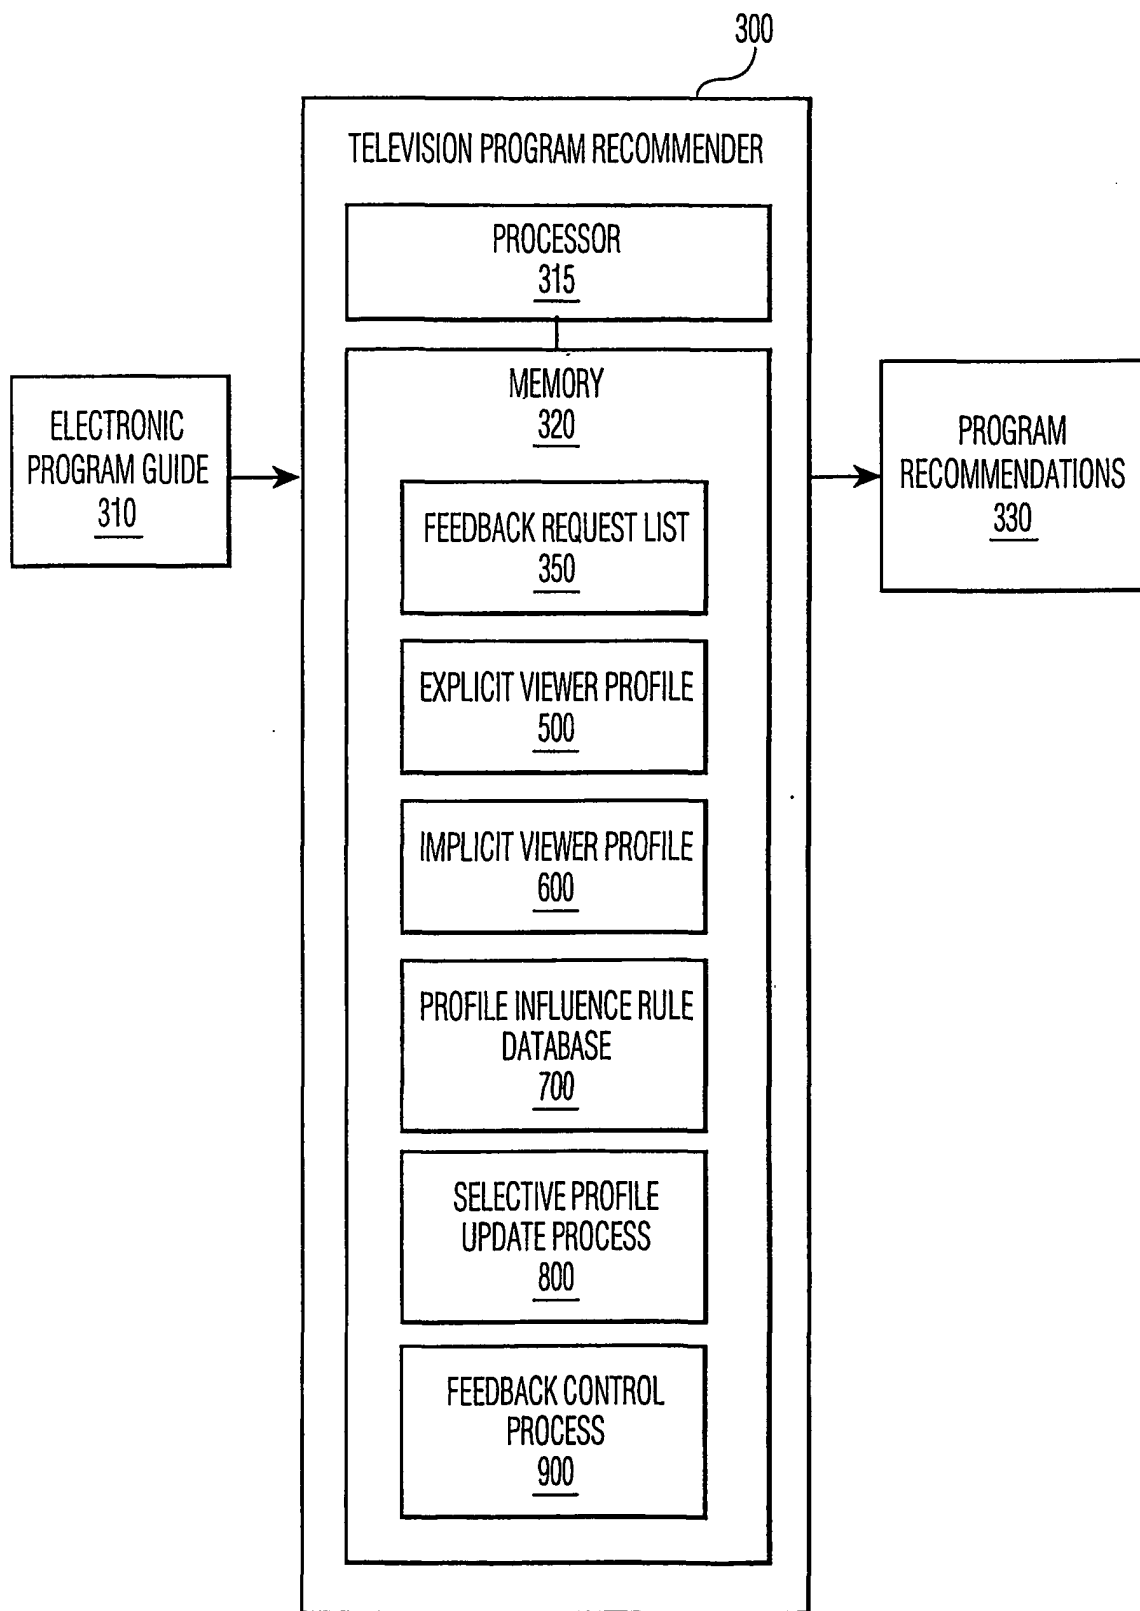 300
TELEVISION PROGRAM RECOMMENDER
PROCESSOR
315
MEMORY
320
ELECTRONIC
PROGRAM GUIDE
310
FEEDBACK REQUEST LIST
350
EXPLICIT VIEWER PROFILE
500
IMPLICIT VIEWER PROFILE
600
PROFILE INFLUENCE RULE
DATABASE
700
SELECTIVE PROFILE
UPDATE PROCESS
800
FEEDBACK CONTROL
PROCESS
900
PROGRAM
RECOMMENDATIONS
330